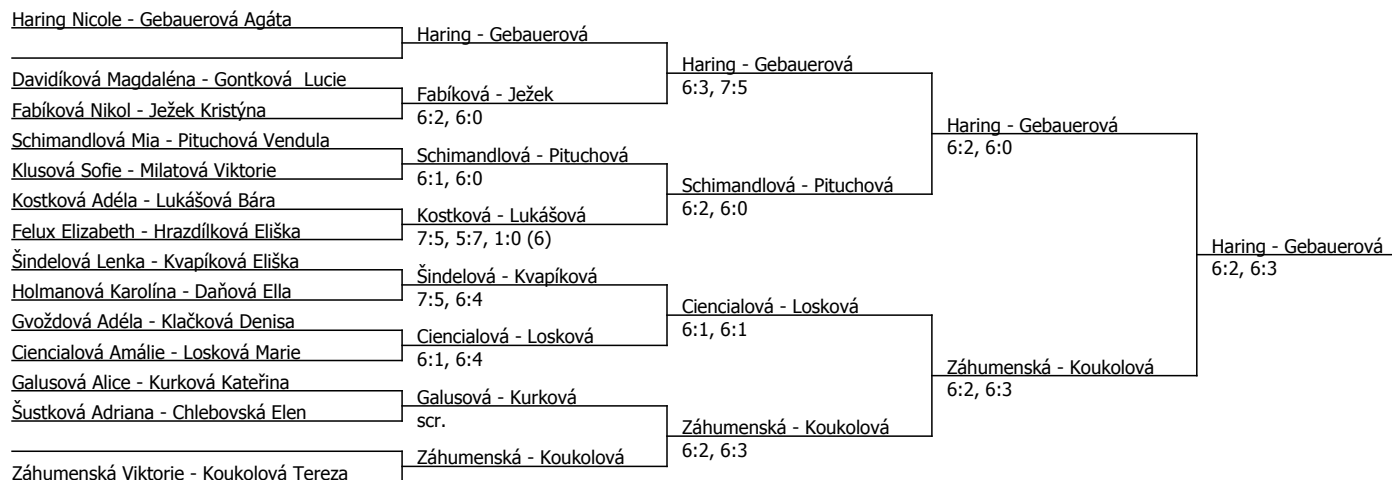 Haring Nicole - Gebauerová Agáta
Davidíková Magdaléna - Gontková  Lucie
Fabíková Nikol - Ježek Kristýna
Schimandlová Mia - Pituchová Vendula
Klusová Sofie - Milatová Viktorie
Kostková Adéla - Lukášová Bára
Felux Elizabeth - Hrazdílková Eliška
Šindelová Lenka - Kvapíková Eliška
Holmanová Karolína - Daňová Ella
Gvoždová Adéla - Klačková Denisa
Ciencialová Amálie - Losková Marie
Galusová Alice - Kurková Kateřina
Šustková Adriana - Chlebovská Elen
Záhumenská Viktorie - Koukolová Tereza
Haring - Gebauerová
Fabíková - Ježek
6:2, 6:0
Schimandlová - Pituchová
6:1, 6:0
Kostková - Lukášová
7:5, 5:7, 1:0 (6)
Šindelová - Kvapíková
7:5, 6:4
Ciencialová - Losková
6:1, 6:4
Galusová - Kurková
scr.
Záhumenská - Koukolová
Haring - Gebauerová
6:3, 7:5
Schimandlová - Pituchová
6:2, 6:0
Ciencialová - Losková
6:1, 6:1
Záhumenská - Koukolová
6:2, 6:3
Haring - Gebauerová
6:2, 6:0
Záhumenská - Koukolová
6:2, 6:3
Haring - Gebauerová
6:2, 6:3